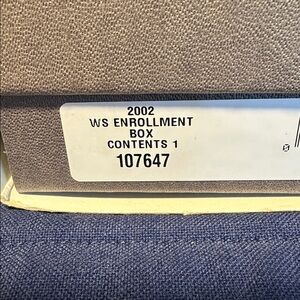 2002
WS ENROLLMENT
BOX
CONTENTS 1
107647